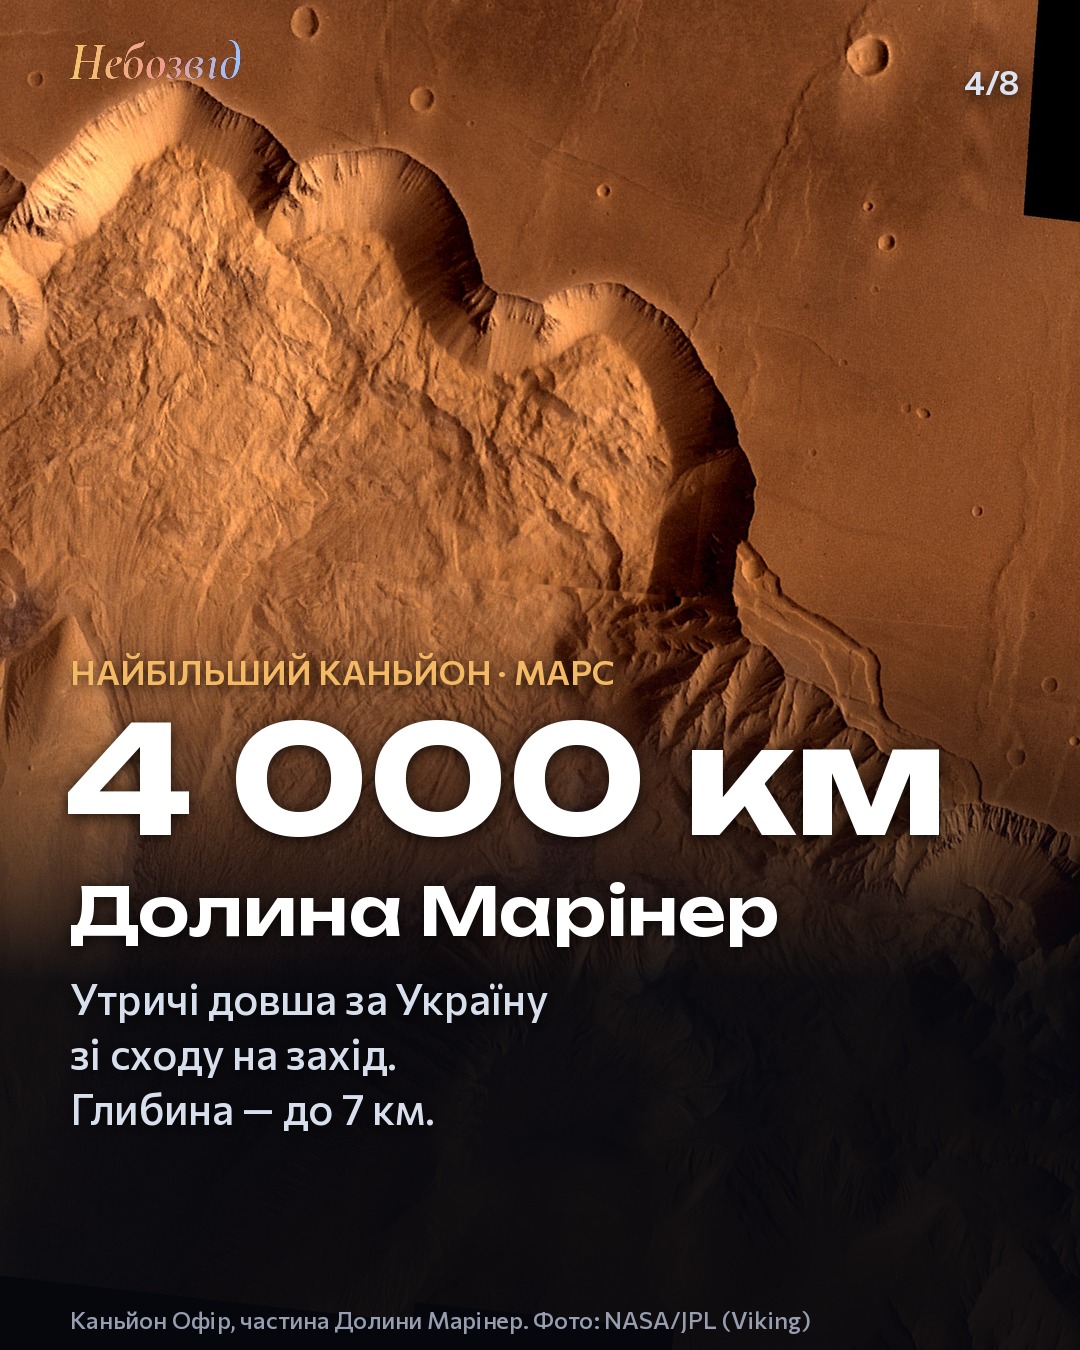 Небозвід
4/8
НАЙБІЛЬШИЙ КАНЬЙОН · МАРС
4 000 км
Долина Марінер
Утричі довша за Україну
зі сходу на захід.
Глибина — до 7 км.
Каньйон Офір, частина Долини Марінер. Фото: NASA/JPL (Viking)